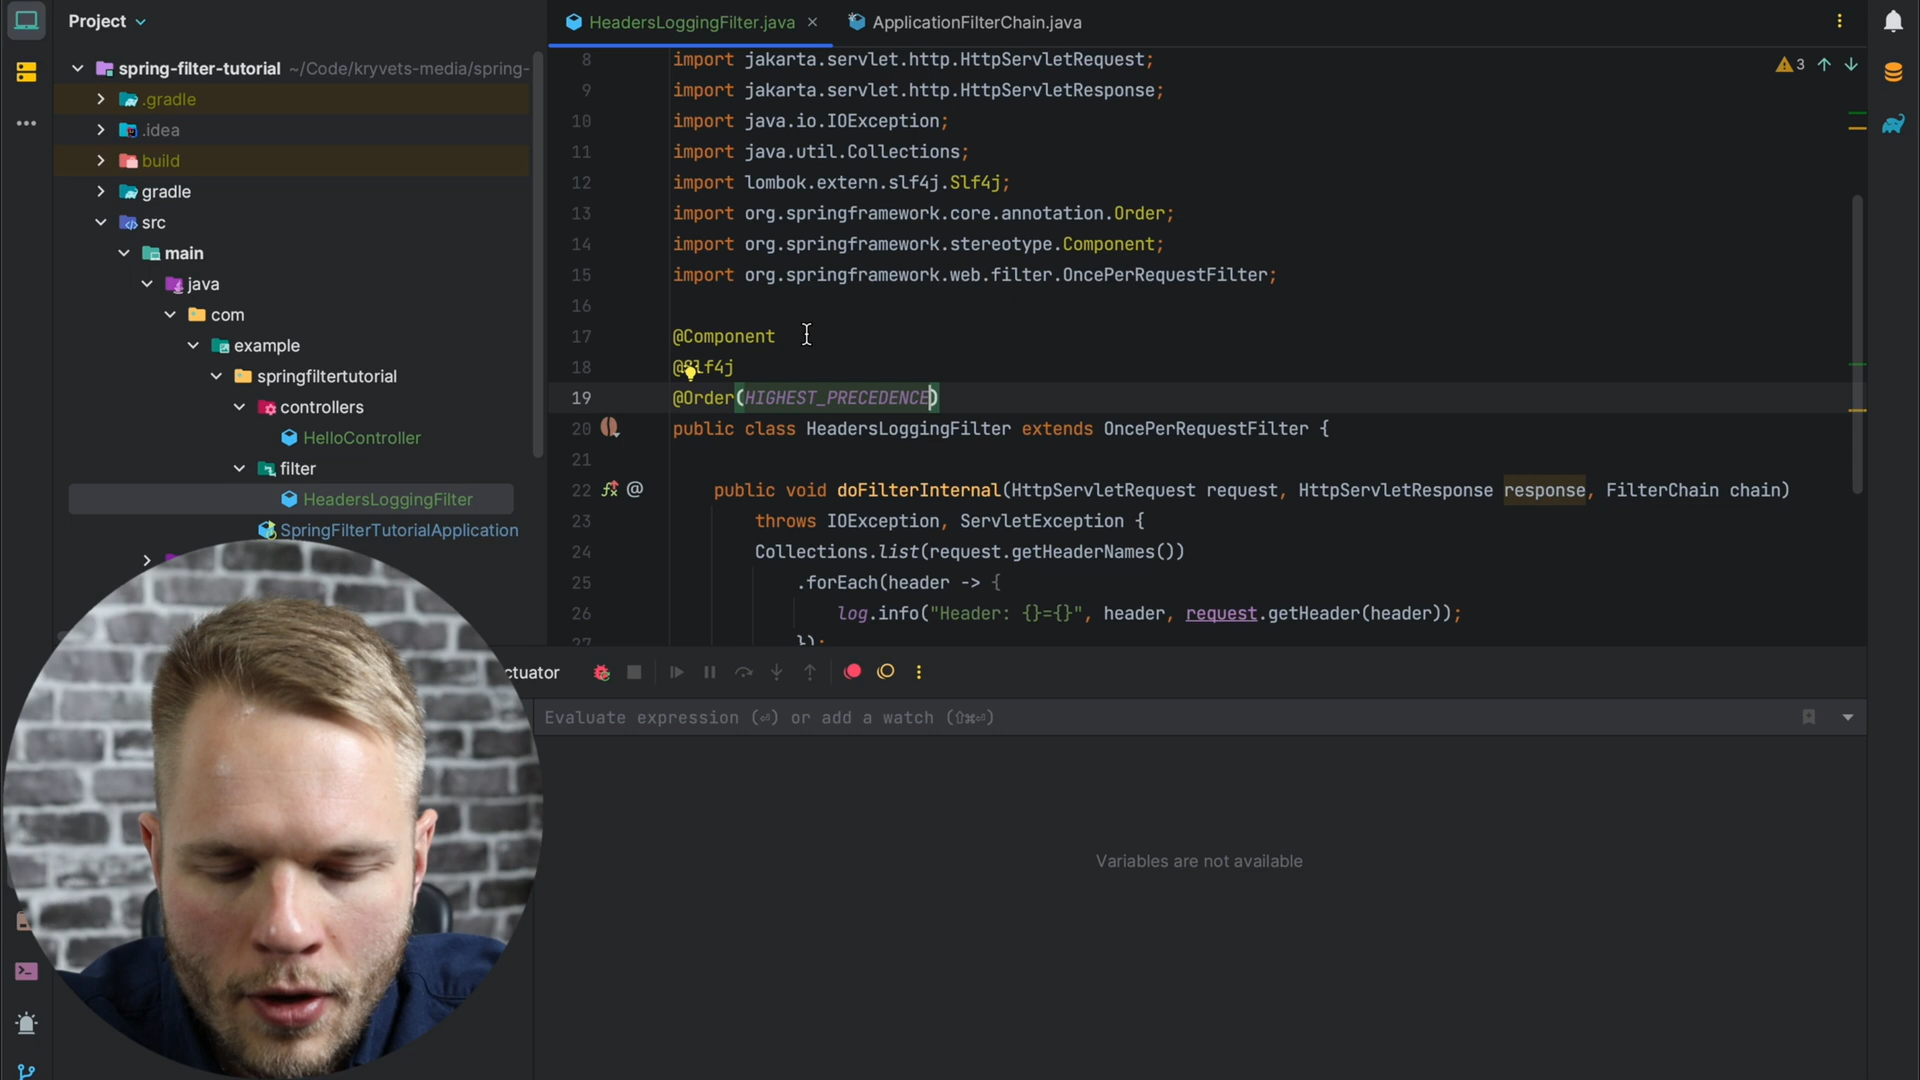 Project
HeadersLoggingFilter.java
ApplicationFilterChain.java
spring-filter-tutorial ~/Code/kryvets-media/spring-
.gradle
.idea
build
gradle
src
main
java
com
example
springfiltertutorial
controllers
HelloController
filter
HeadersLoggingFilter
SpringFilterTutorialApplication
3
8 import jakarta.servlet.http.HttpServletRequest;
9 import jakarta.servlet.http.HttpServletResponse;
10 import java.io.IOException;
11 import java.util.Collections;
12 import lombok.extern.slf4j.Slf4j;
13 import org.springframework.core.annotation.Order;
14 import org.springframework.stereotype.Component;
15 import org.springframework.web.filter.OncePerRequestFilter;
16
17 @Component
18 @Slf4j
19 @Order(HIGHEST_PRECEDENCE)
20 public class HeadersLoggingFilter extends OncePerRequestFilter {
21
22 public void doFilterInternal(HttpServletRequest request, HttpServletResponse response, FilterChain chain)
23 throws IOException, ServletException {
24 Collections.list(request.getHeaderNames())
25 .forEach(header -> {
26 log.info("Header: {}={}", header, request.getHeader(header));
27 });
ctuator
Evaluate expression (⏎) or add a watch (⇧⌘⏎)
Variables are not available